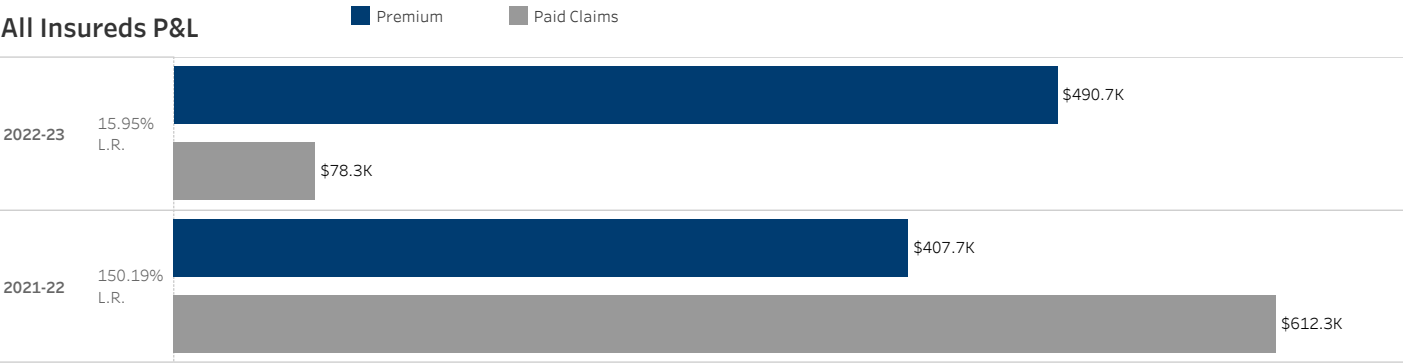 All Insureds P&L
Premium
Paid Claims
2022-23
15.95%
L.R.
$490.7K
$78.3K
2021-22
150.19%
L.R.
$407.7K
$612.3K